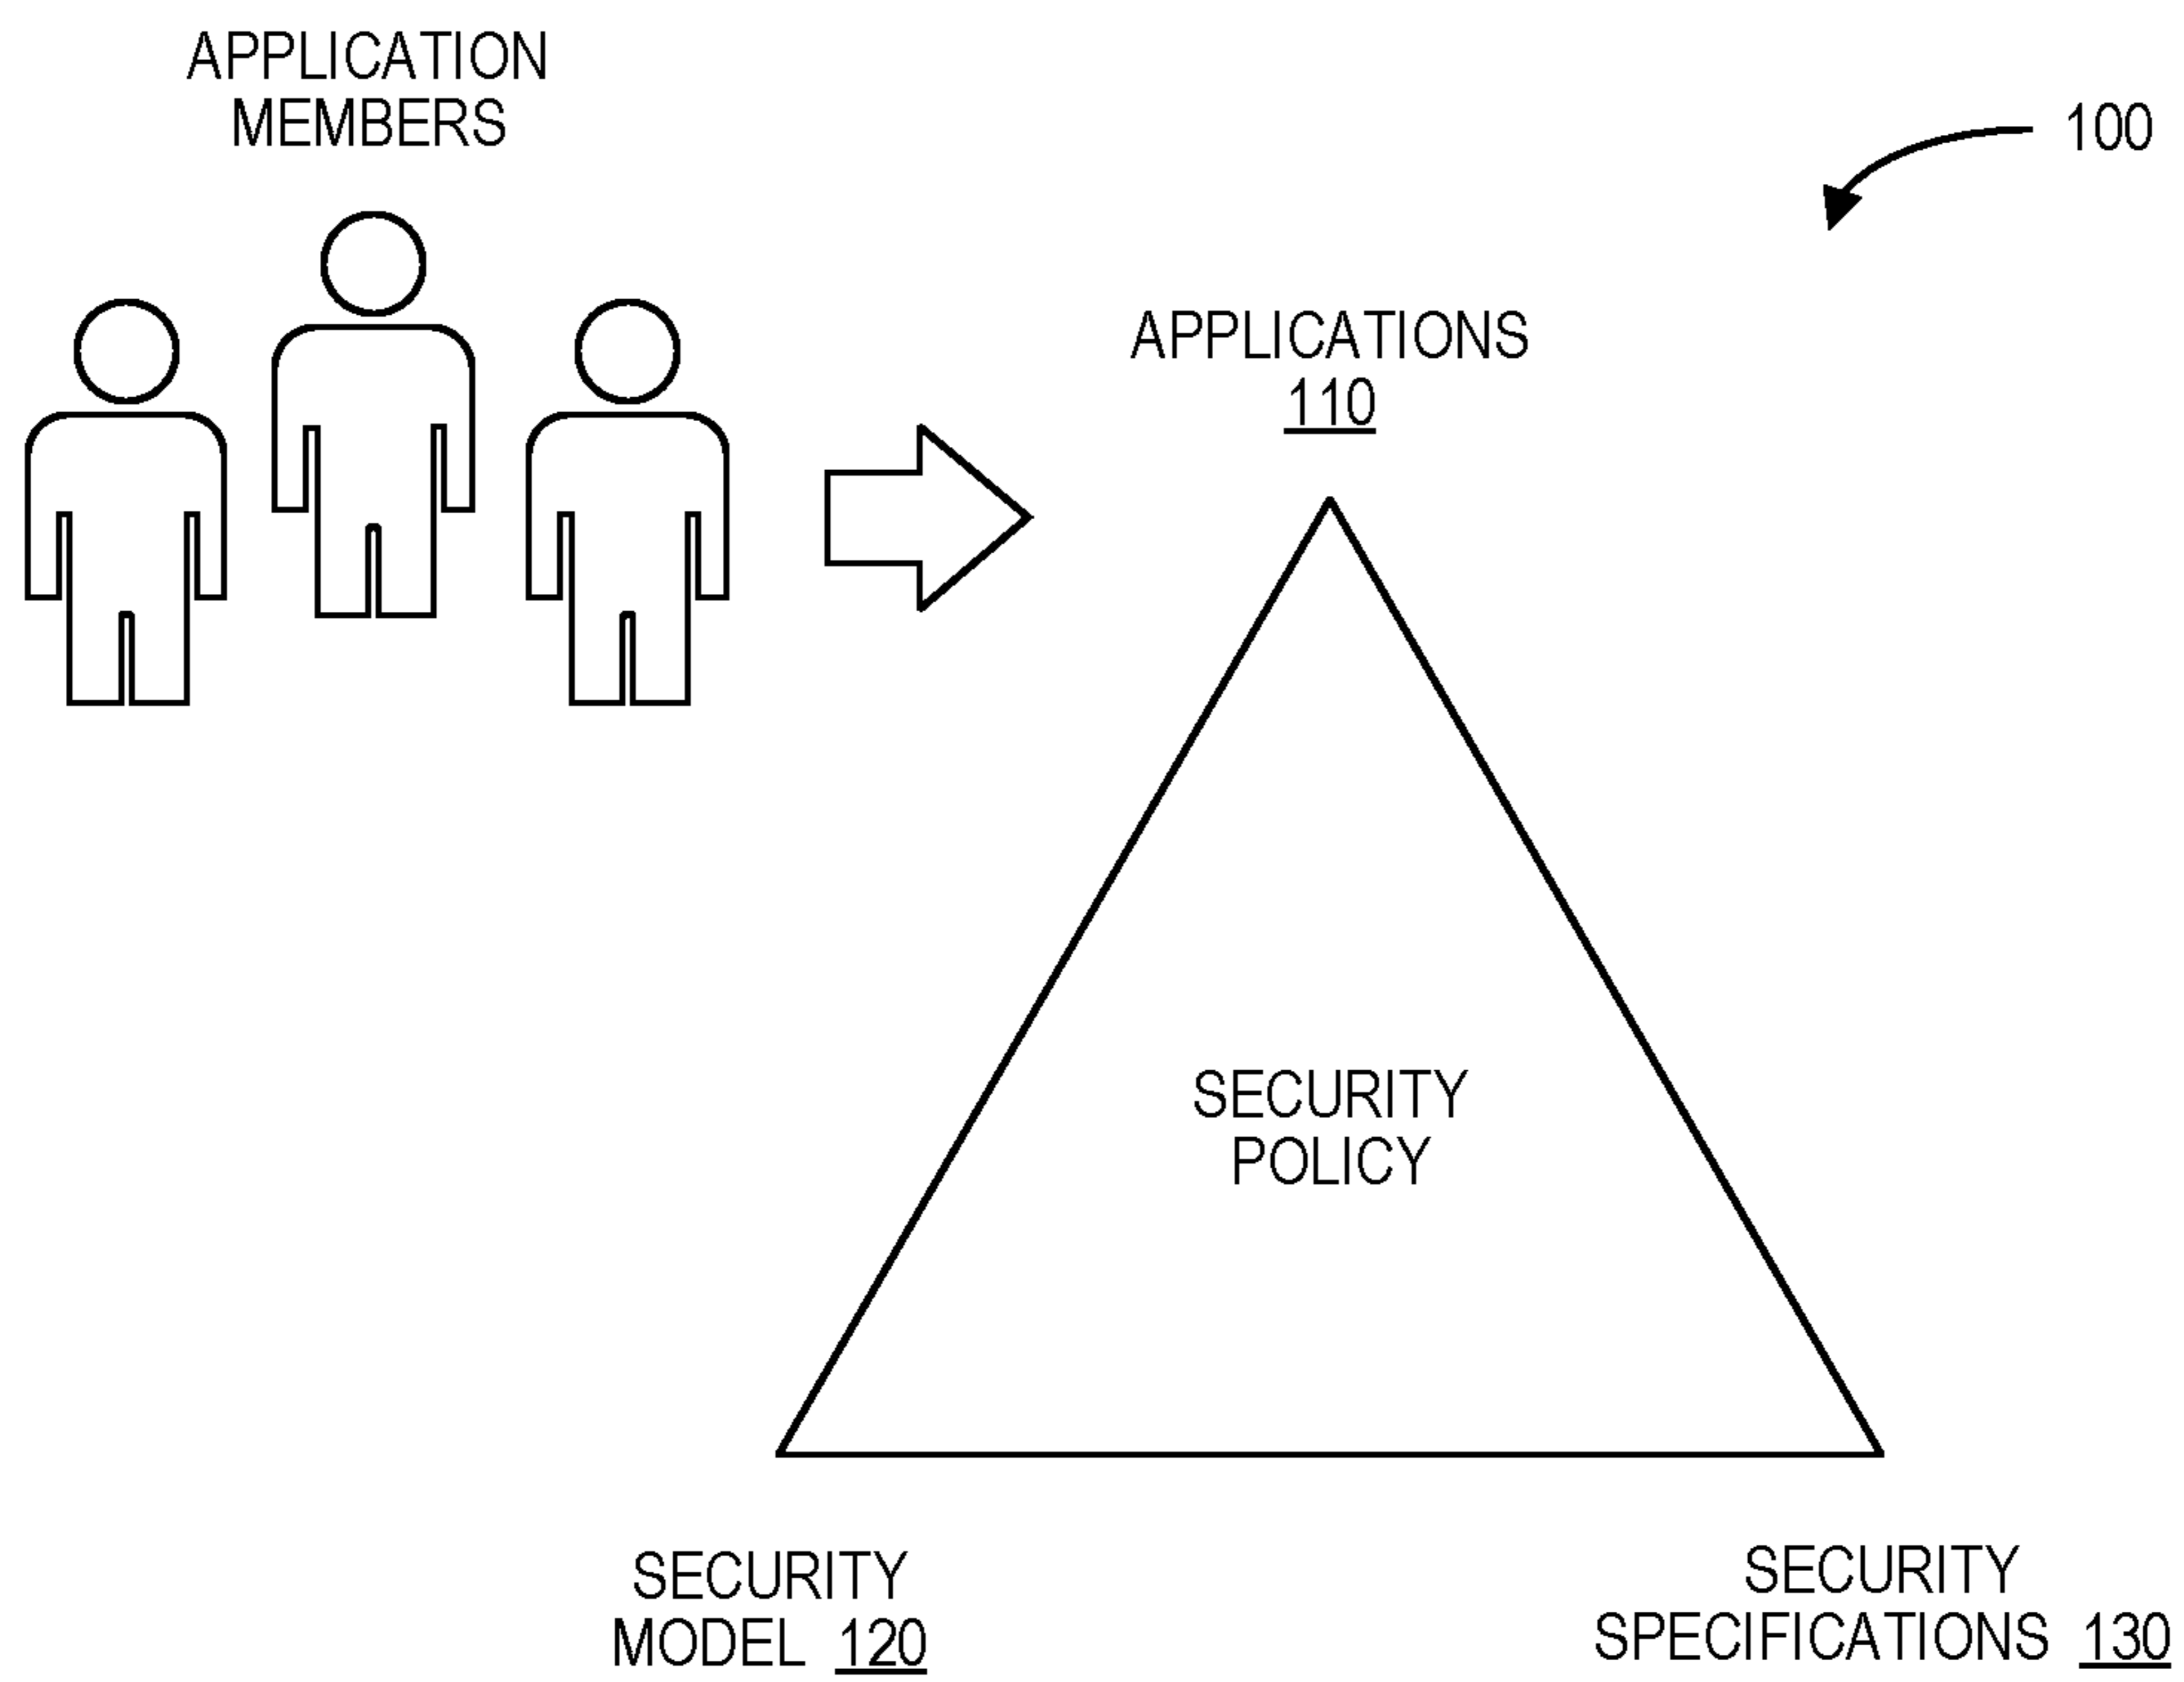 APPLICATION
MEMBERS
100
APPLICATIONS
110
SECURITY
POLICY
SECURITY
MODEL 120
SECURITY
SPECIFICATIONS 130